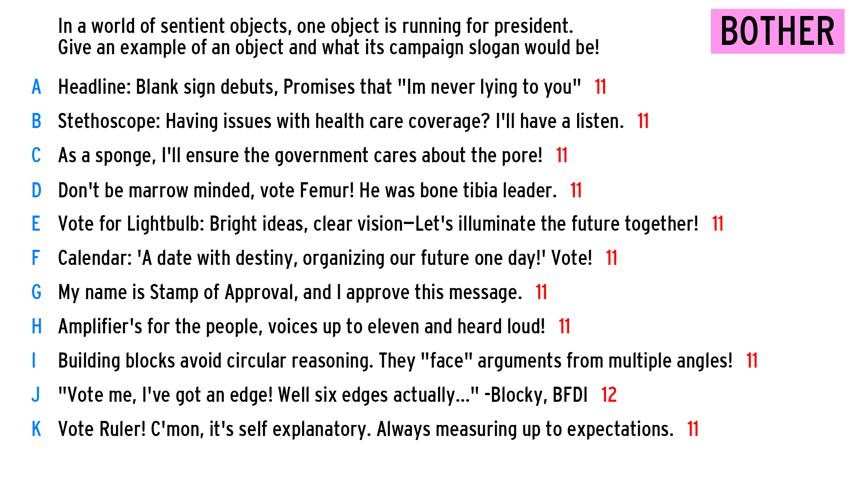 In a world of sentient objects, one object is running for president.
Give an example of an object and what its campaign slogan would be!
BOTHER
A Headline: Blank sign debuts, Promises that "Im never lying to you" 11
B Stethoscope: Having issues with health care coverage? I'll have a listen. 11
C As a sponge, I'll ensure the government cares about the pore! 11
D Don't be marrow minded, vote Femur! He was bone tibia leader. 11
E Vote for Lightbulb: Bright ideas, clear vision—Let's illuminate the future together! 11
F Calendar: 'A date with destiny, organizing our future one day!' Vote! 11
G My name is Stamp of Approval, and I approve this message. 11
H Amplifier's for the people, voices up to eleven and heard loud! 11
I Building blocks avoid circular reasoning. They "face" arguments from multiple angles! 11
J "Vote me, I've got an edge! Well six edges actually..." -Blocky, BFDI 12
K Vote Ruler! C'mon, it's self explanatory. Always measuring up to expectations. 11